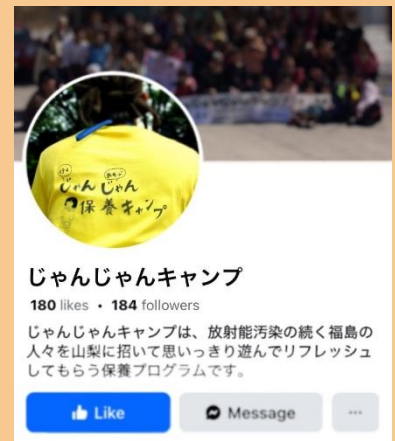 じゃん じゃん
保養キャンプ
じゃんじゃんキャンプ
180 likes • 184 followers
じゃんじゃんキャンプは、放射能汚染の続く福島の
人々を山梨に招いて思いっきり遊んでリフレッシュ
してもらう保養プログラムです。
Like
Message